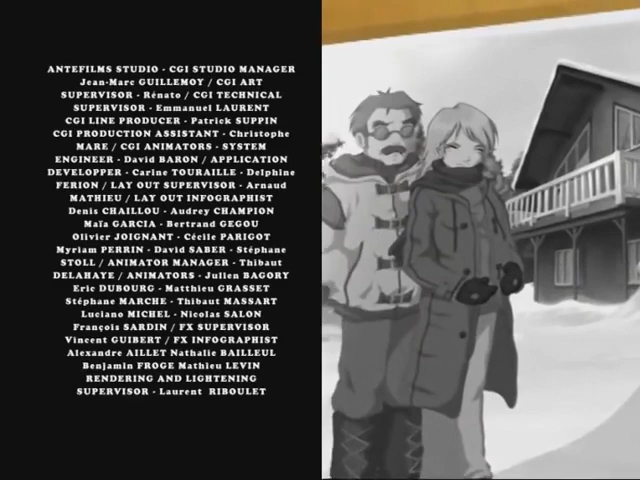 ANTEFILMS STUDIO - CGI STUDIO MANAGER
Jean-Marc GUILLEMOY / CGI ART
SUPERVISOR - Rénato / CGI TECHNICAL
SUPERVISOR - Emmanuel LAURENT
CGI LINE PRODUCER - Patrick SUPPIN
CGI PRODUCTION ASSISTANT - Christophe
MARE / CGI ANIMATORS - SYSTEM
ENGINEER - David BARON / APPLICATION
DEVELOPPER - Carine TOURAILLE - Delphine
FERION / LAY OUT SUPERVISOR - Arnaud
MATHIEU / LAY OUT INFOGRAPHIST
Denis CHAILLOU - Audrey CHAMPION
Maïa GARCIA - Bertrand GEGOU
Olivier JOIGNANT - Cécile PARIGOT
Myriam PERRIN - David SABER - Stéphane
STOLL / ANIMATOR MANAGER - Thibaut
DELAHAYE / ANIMATORS - Julien BAGORY
Eric DUBOURG - Matthieu GRASSET
Stéphane MARCHE - Thibaut MASSART
Luciano MICHEL - Nicolas SALON
François SARDIN / FX SUPERVISOR
Vincent GUIBERT / FX INFOGRAPHIST
Alexandre AILLET Nathalie BAILLEUL
Benjamin FROGE Mathieu LEVIN
RENDERING AND LIGHTENING
SUPERVISOR - Laurent RIBOULET